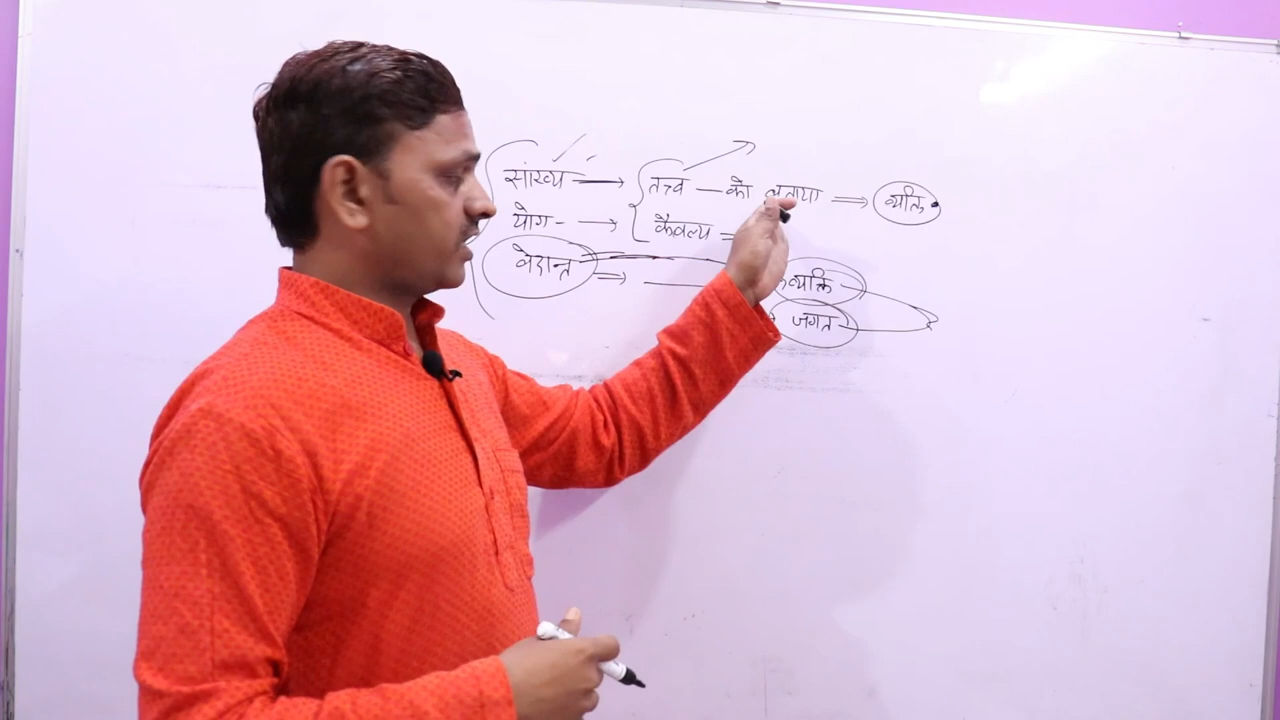 सांख्य → तत्त्व — को बताया ⇒ व्यक्ति
योग - → कैवल्य =
वेदान्त ⇒ व्यक्ति
जगत